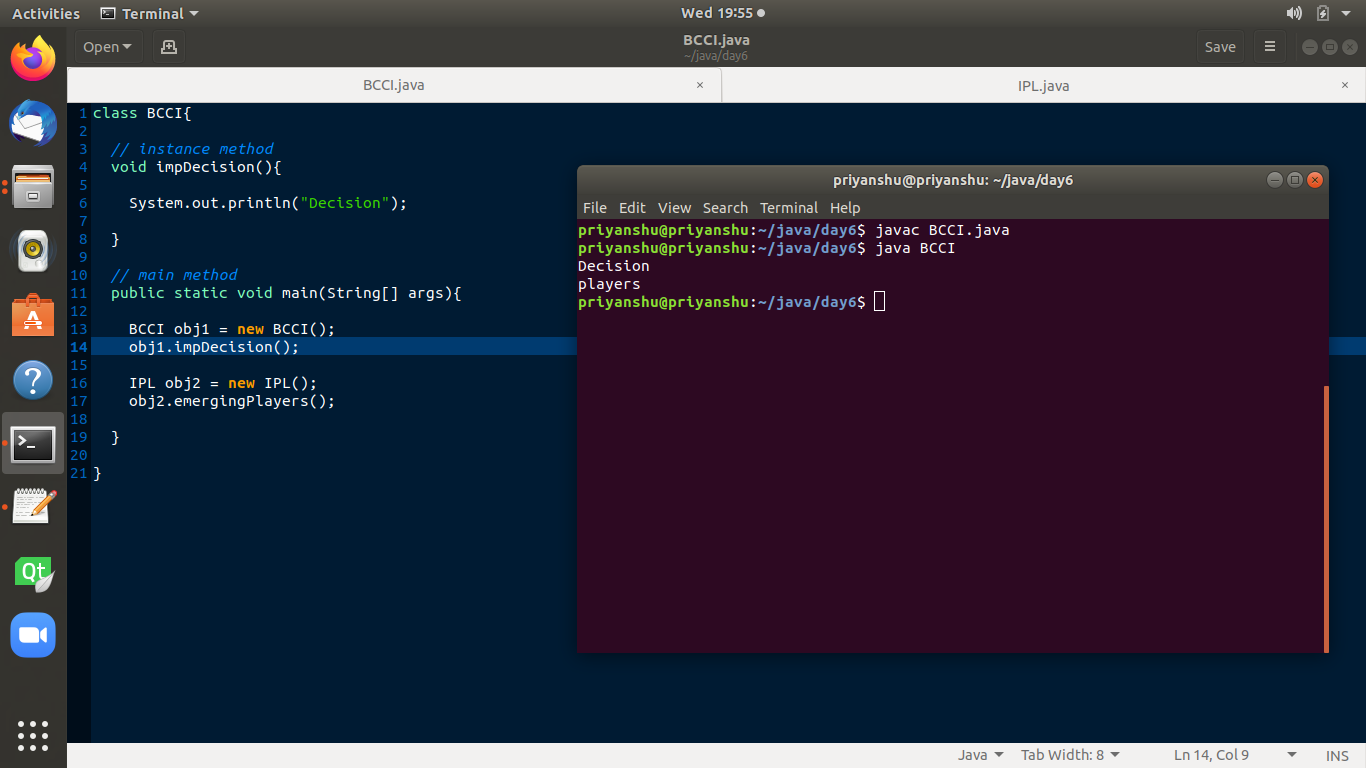 Activities Terminal Wed 19:55
Open BCCI.java Save
~/java/day6
BCCI.java × IPL.java ×
1 class BCCI{
2
3 // instance method
4 void impDecision(){
5
6 System.out.println("Decision");
7
8 }
9
10 // main method
11 public static void main(String[] args){
12
13 BCCI obj1 = new BCCI();
14 obj1.impDecision();
15
16 IPL obj2 = new IPL();
17 obj2.emergingPlayers();
18
19 }
20
21 }
priyanshu@priyanshu: ~/java/day6
File Edit View Search Terminal Help
priyanshu@priyanshu:~/java/day6$ javac BCCI.java
priyanshu@priyanshu:~/java/day6$ java BCCI
Decision
players
priyanshu@priyanshu:~/java/day6$
Qt
Java Tab Width: 8 Ln 14, Col 9 INS